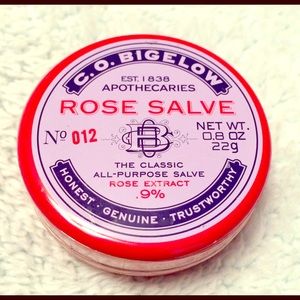 C.O. BIGELOW
EST. 1838
APOTHECARIES
ROSE SALVE
Nº 012
NET WT.
0.8 OZ
22g
THE CLASSIC
ALL-PURPOSE SALVE
ROSE EXTRACT
.9%
HONEST · GENUINE · TRUSTWORTHY